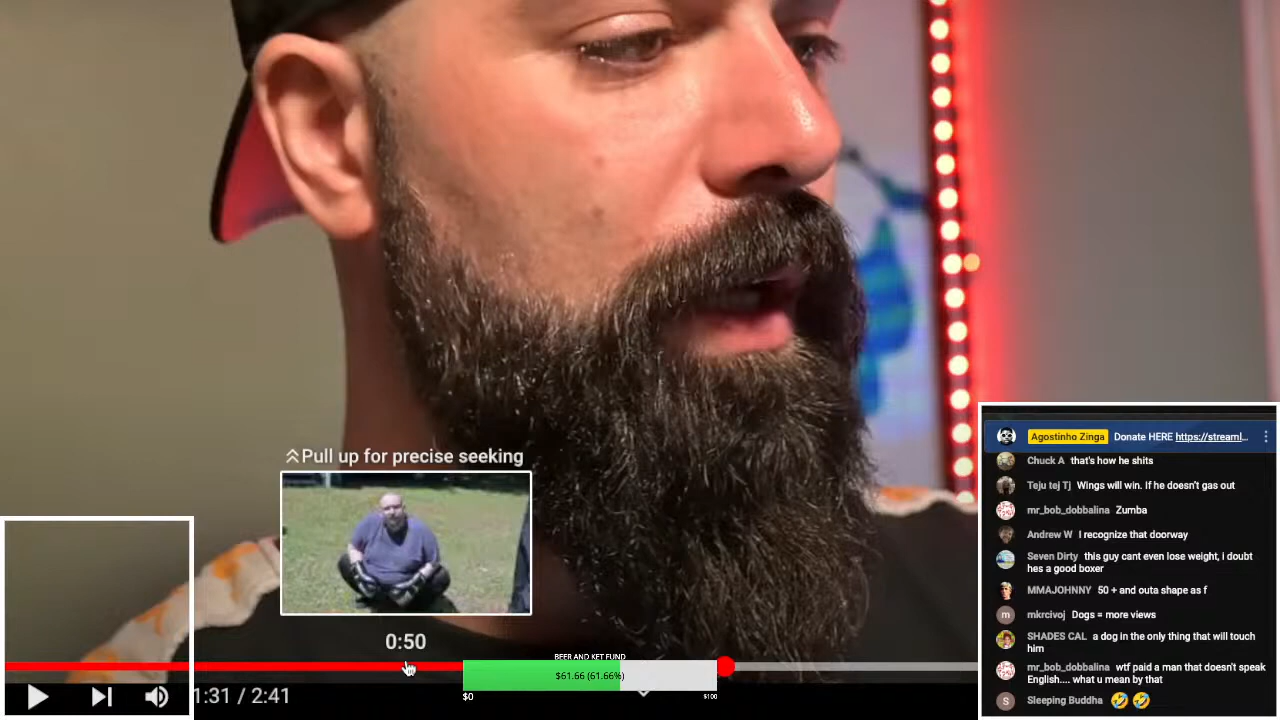 Pull up for precise seeking
0:50
BEER AND KET FUND
$61.66 (61.66%)
$0
$100
1:31 / 2:41
Agostinho Zinga Donate HERE https://streaml...
Chuck A that's how he shits
Teju tej Tj Wings will win. If he doesn't gas out
mr_bob_dobbalina Zumba
Andrew W I recognize that doorway
Seven Dirty this guy cant even lose weight, i doubt
hes a good boxer
MMAJOHNNY 50 + and outa shape as f
m
mkrcivoj Dogs = more views
SHADES CAL a dog in the only thing that will touch
him
mr_bob_dobbalina wtf paid a man that doesn't speak
English.... what u mean by that
S
Sleeping Buddha 🤣🤣